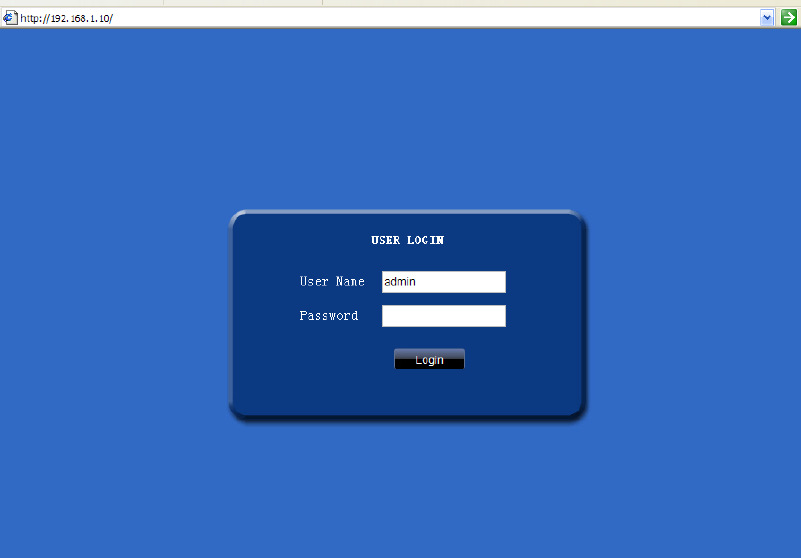 http://192.168.1.10/
USER LOGIN
User Name admin
Password
Login